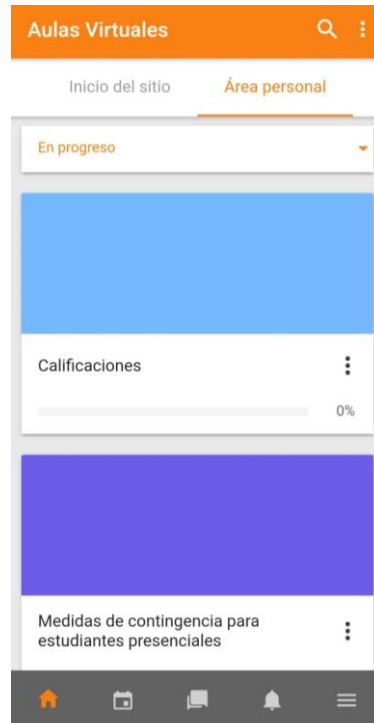 Aulas Virtuales
Inicio del sitio
Área personal
En progreso
Calificaciones
0%
Medidas de contingencia para
estudiantes presenciales